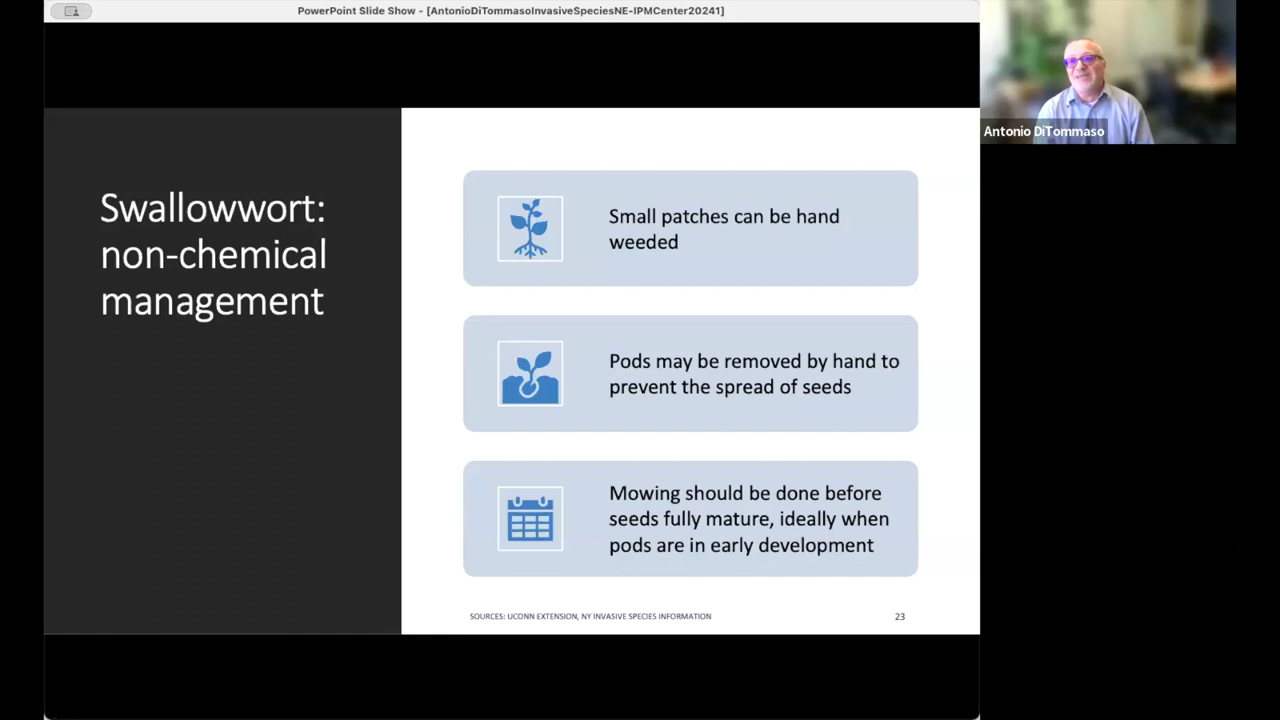 PowerPoint Slide Show - [AntonioDiTommasoInvasiveSpeciesNE-IPMCenter20241]
Antonio DiTommaso
Swallowwort:
non-chemical
management
Small patches can be hand
weeded
Pods may be removed by hand to
prevent the spread of seeds
Mowing should be done before
seeds fully mature, ideally when
pods are in early development
SOURCES: UCONN EXTENSION, NY INVASIVE SPECIES INFORMATION
23